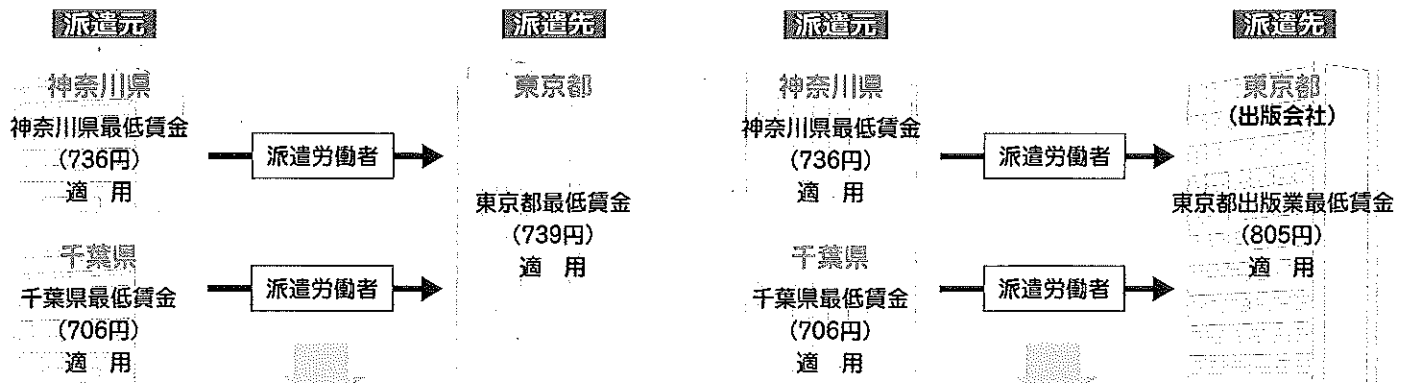 派遣元
派遣先
神奈川県
神奈川県最低賃金
(736円)
適 用
派遣労働者
東京都
東京都最低賃金
(739円)
適 用
千葉県
千葉県最低賃金
(706円)
適 用
派遣労働者
派遣元
派遣先
神奈川県
神奈川県最低賃金
(736円)
適 用
派遣労働者
東京都
(出版会社)
東京都出版業最低賃金
(805円)
適 用
千葉県
千葉県最低賃金
(706円)
適 用
派遣労働者